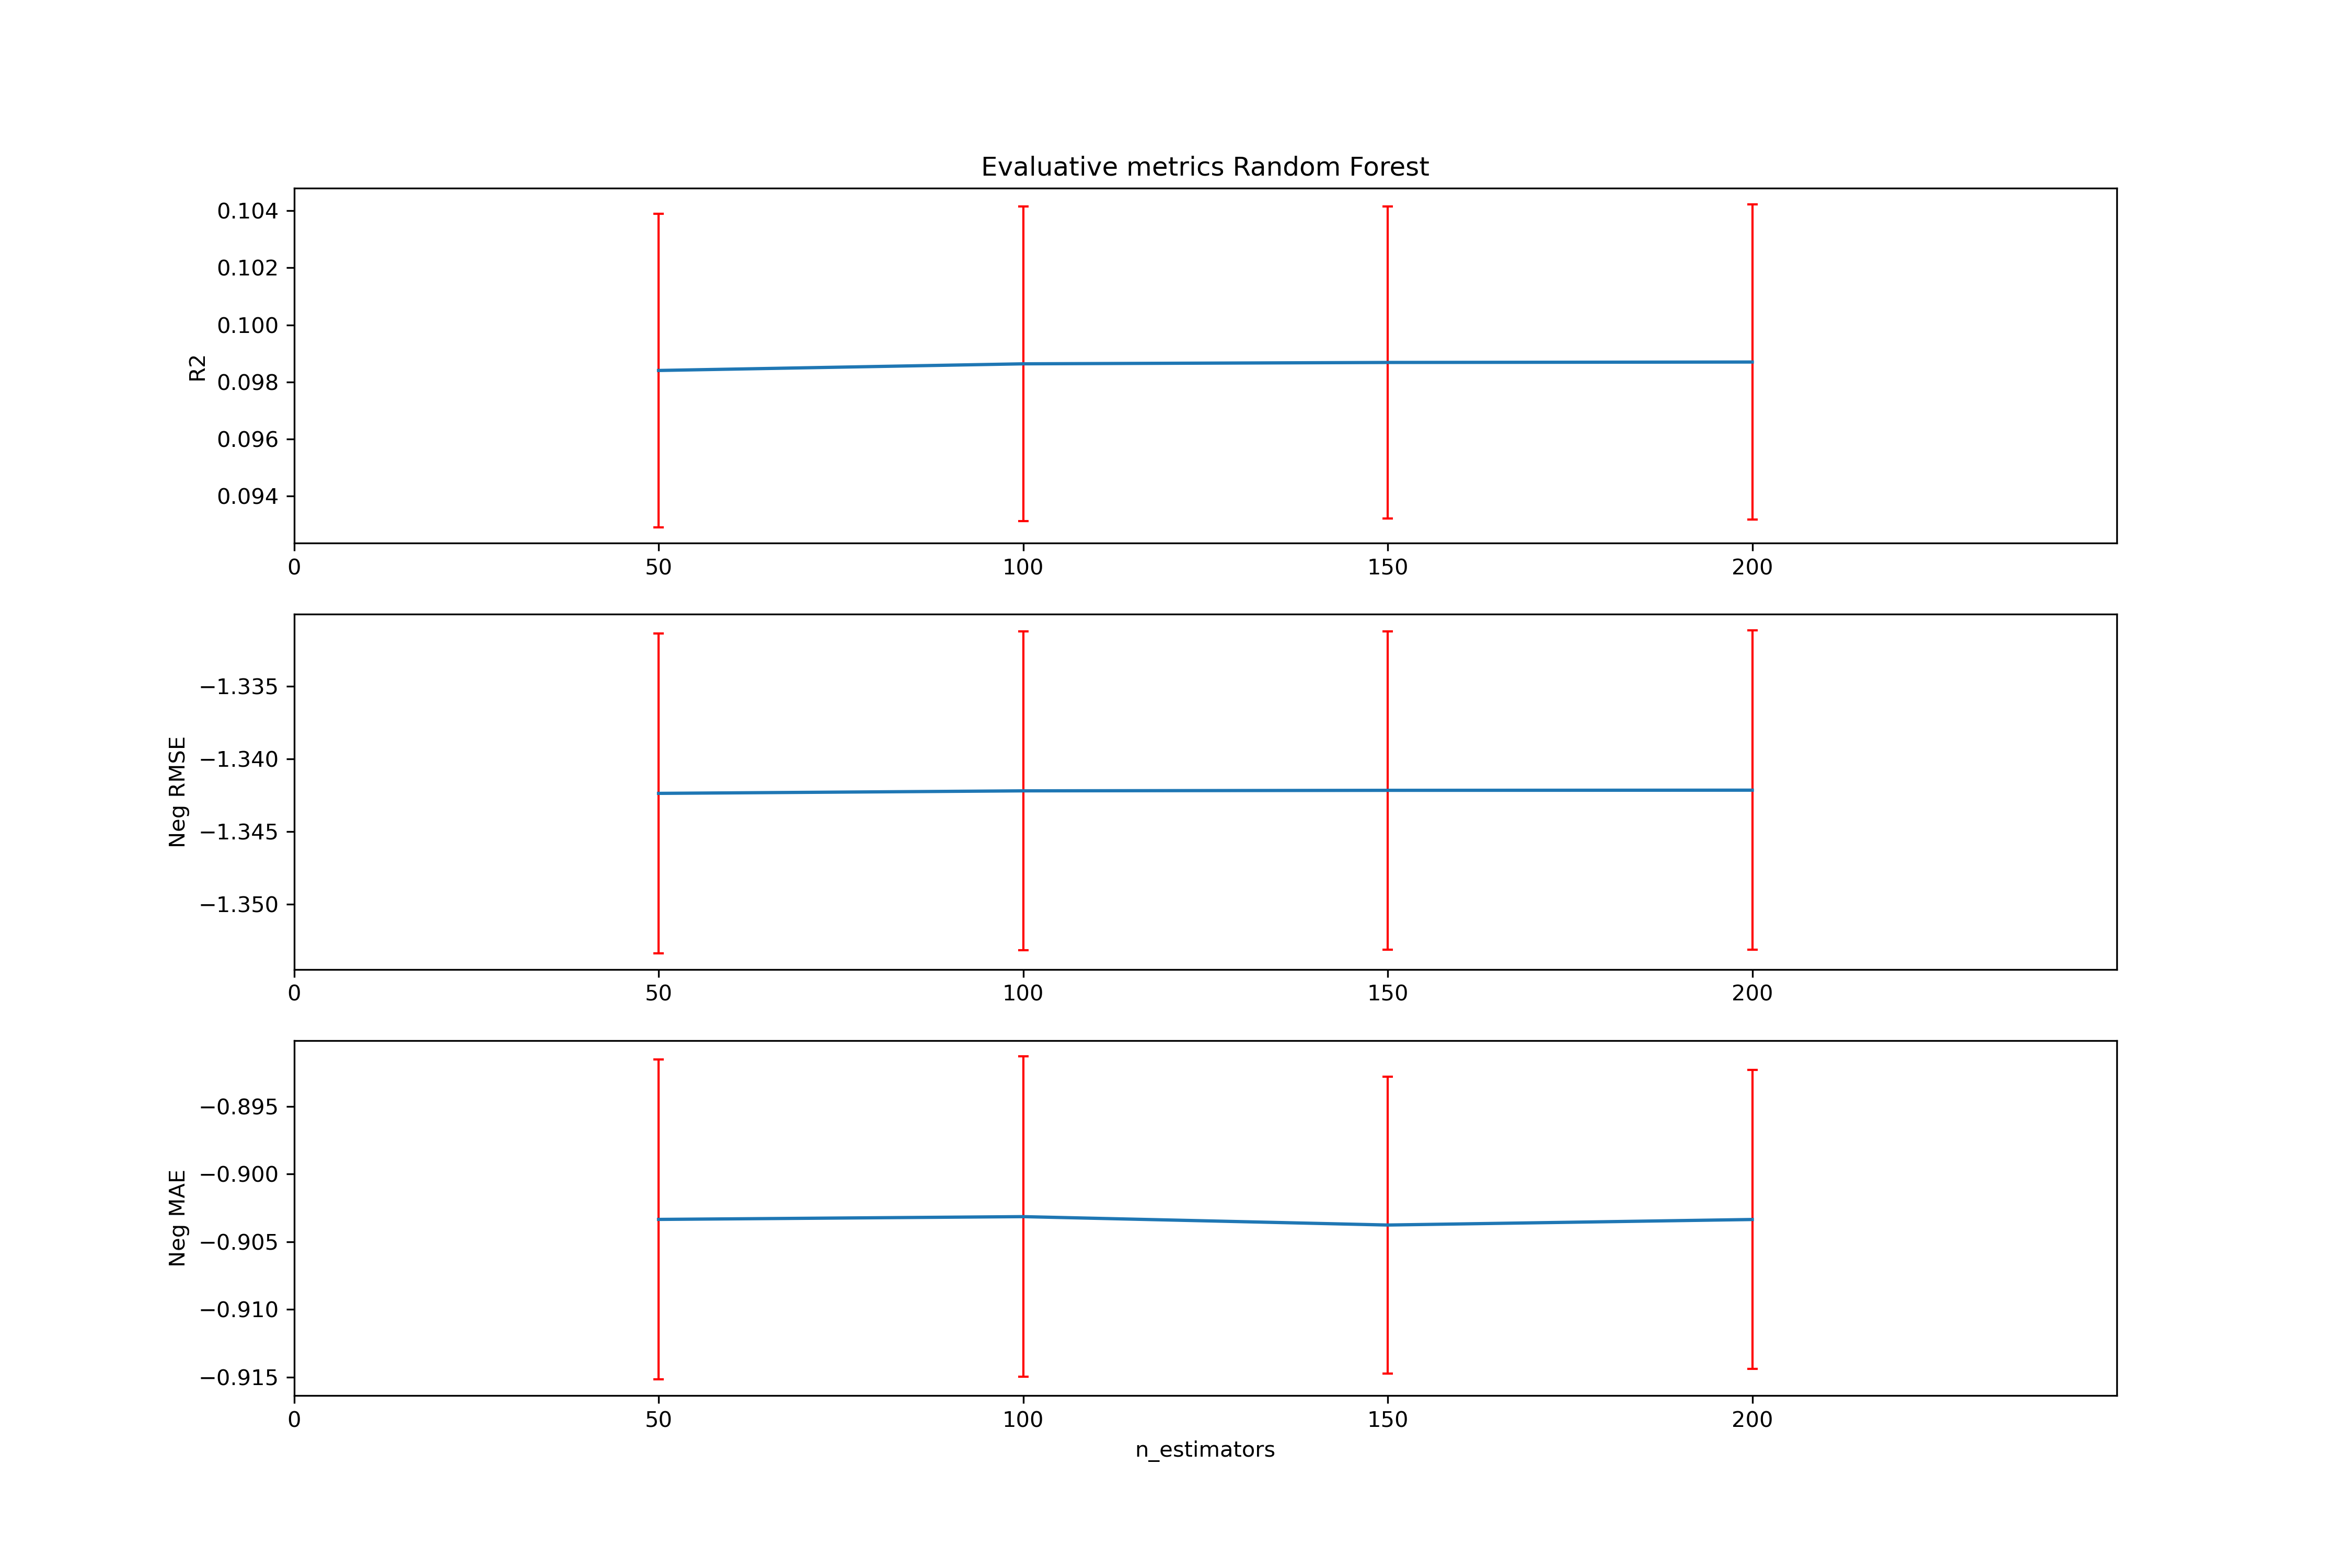 Evaluative metrics Random Forest
0.104
0.102
0.100
0.098
0.096
0.094
R2
0 50 100 150 200
−1.335
−1.340
−1.345
−1.350
Neg RMSE
0 50 100 150 200
−0.895
−0.900
−0.905
−0.910
−0.915
Neg MAE
0 50 100 150 200
n_estimators